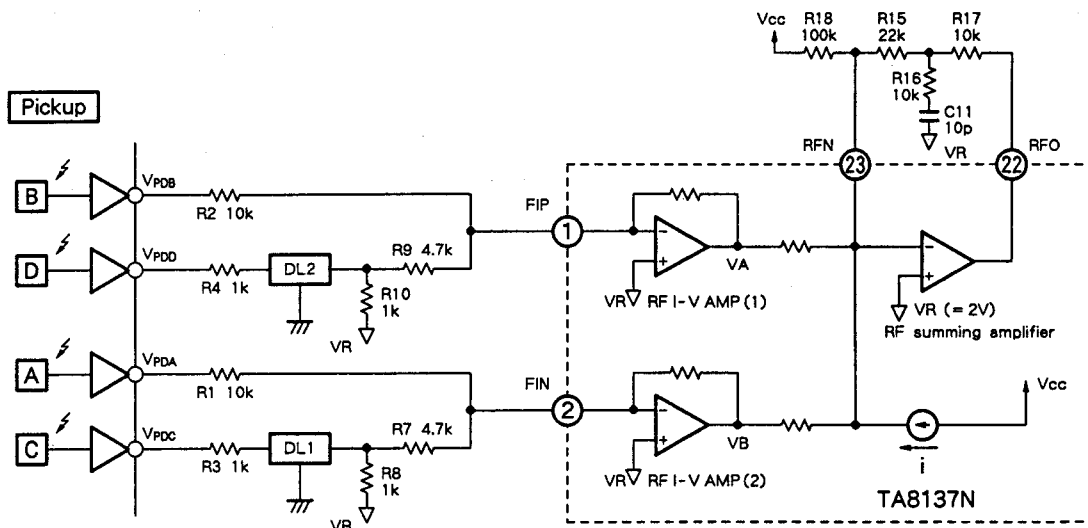 Vcc
R18
100k
R15
22k
R17
10k
R16
10k
C11
10p
VR
RFN
23
RFO
22
Pickup
B
VPDB
R2 10k
D
VPDD
R4 1k
DL2
R9 4.7k
R10
1k
VR
FIP
1
VR
VA
RF I-V AMP(1)
VR (=2V)
RF summing amplifier
A
VPDA
R1 10k
C
VPDC
R3 1k
DL1
R7 4.7k
R8
1k
VR
FIN
2
VR
VB
RF I-V AMP(2)
Vcc
i
TA8137N